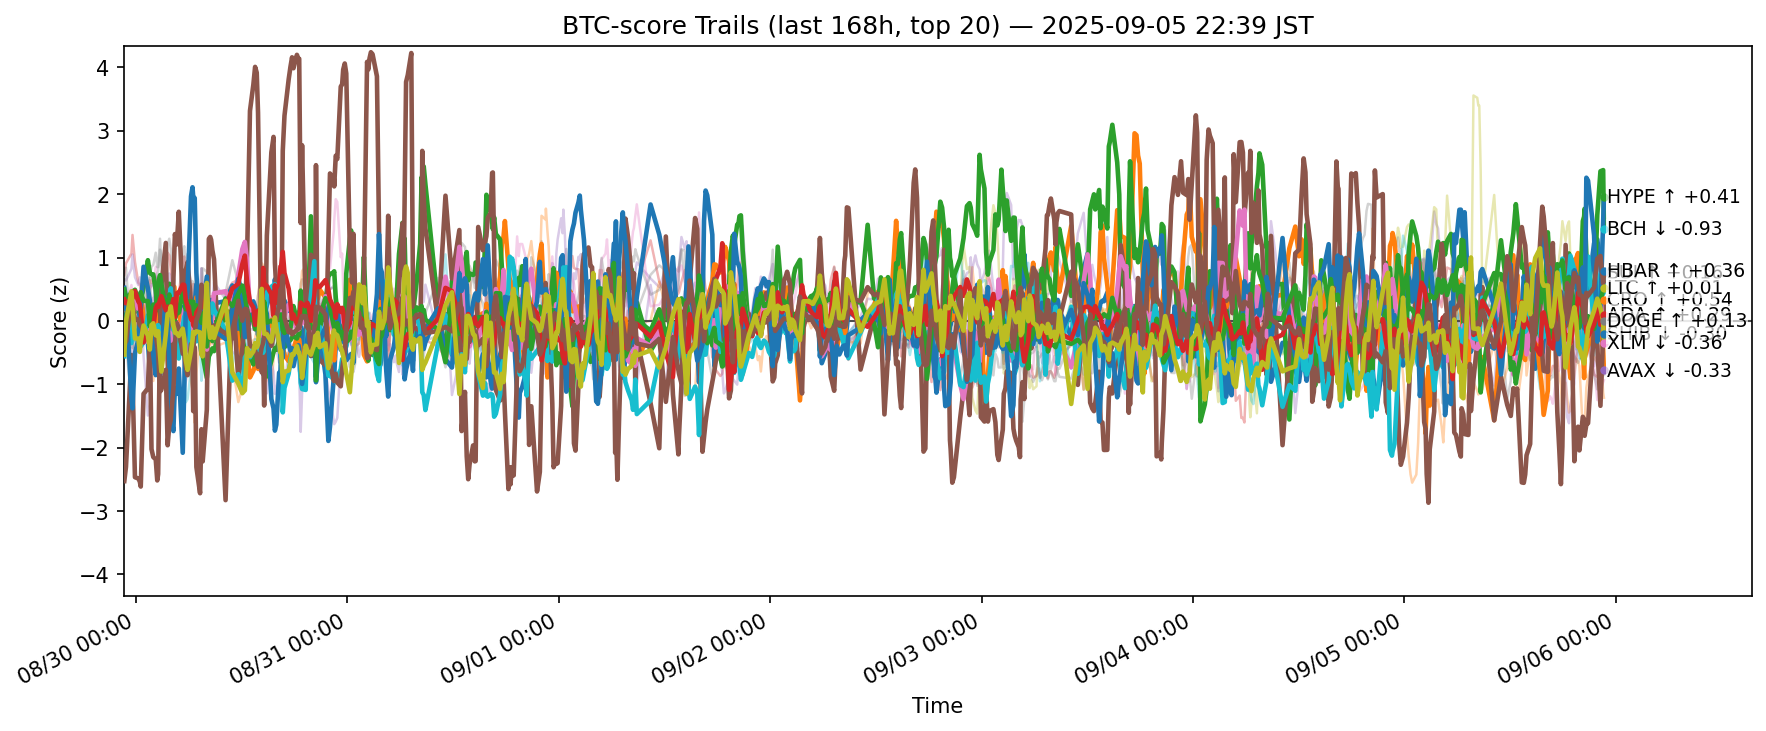 BTC-score Trails (last 168h, top 20) — 2025-09-05 22:39 JST
Score (z)
4
3
2
1
0
−1
−2
−3
−4
HYPE ↑ +0.41
BCH ↓ -0.93
HBAR ↑ +0.36
LTC ↑ +0.01
CRO ↑ +0.54
DOGE ↑ +0.13
XLM ↓ -0.36
AVAX ↓ -0.33
08/30 00:00
08/31 00:00
09/01 00:00
09/02 00:00
09/03 00:00
09/04 00:00
09/05 00:00
09/06 00:00
Time